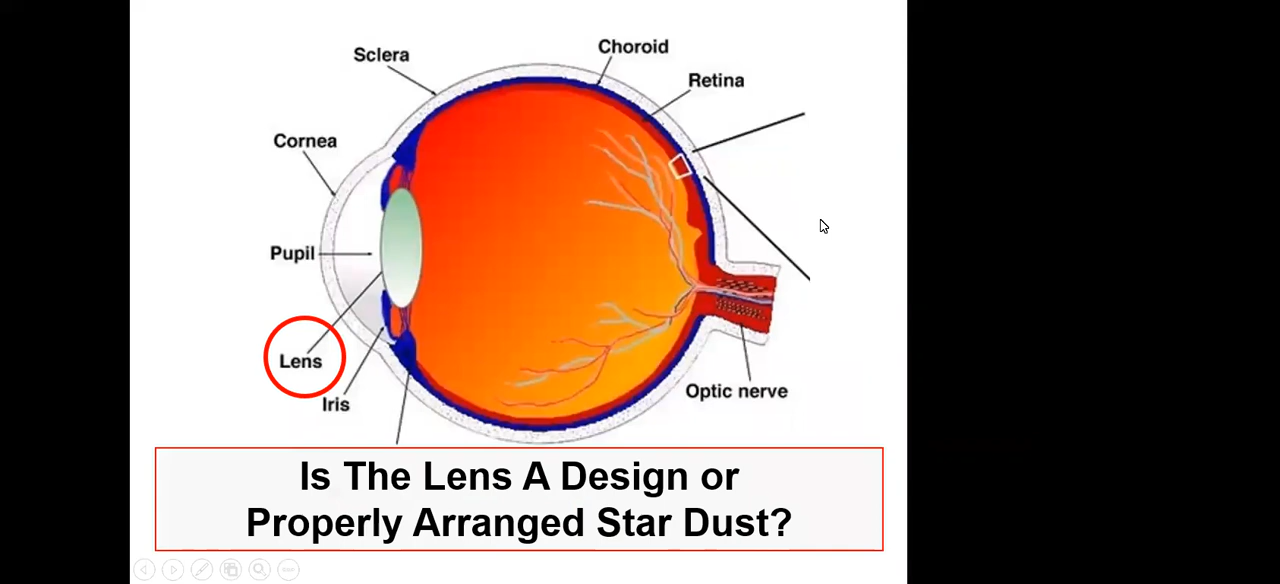 Choroid
Sclera
Retina
Cornea
Pupil
Lens
Iris
Optic nerve
Is The Lens A Design or
Properly Arranged Star Dust?